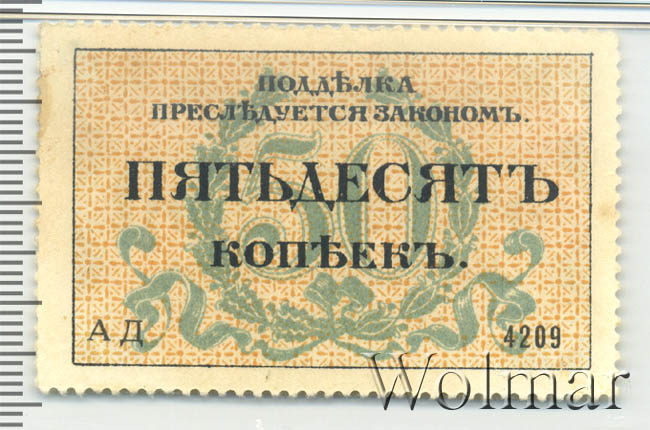 ПОДДѢЛКА
ПРЕСЛѢДУЕТСЯ ЗАКОНОМЪ.
50
ПЯТЬДЕСЯТЪ
КОПѢЕКЪ.
АД 4209
Wolmar